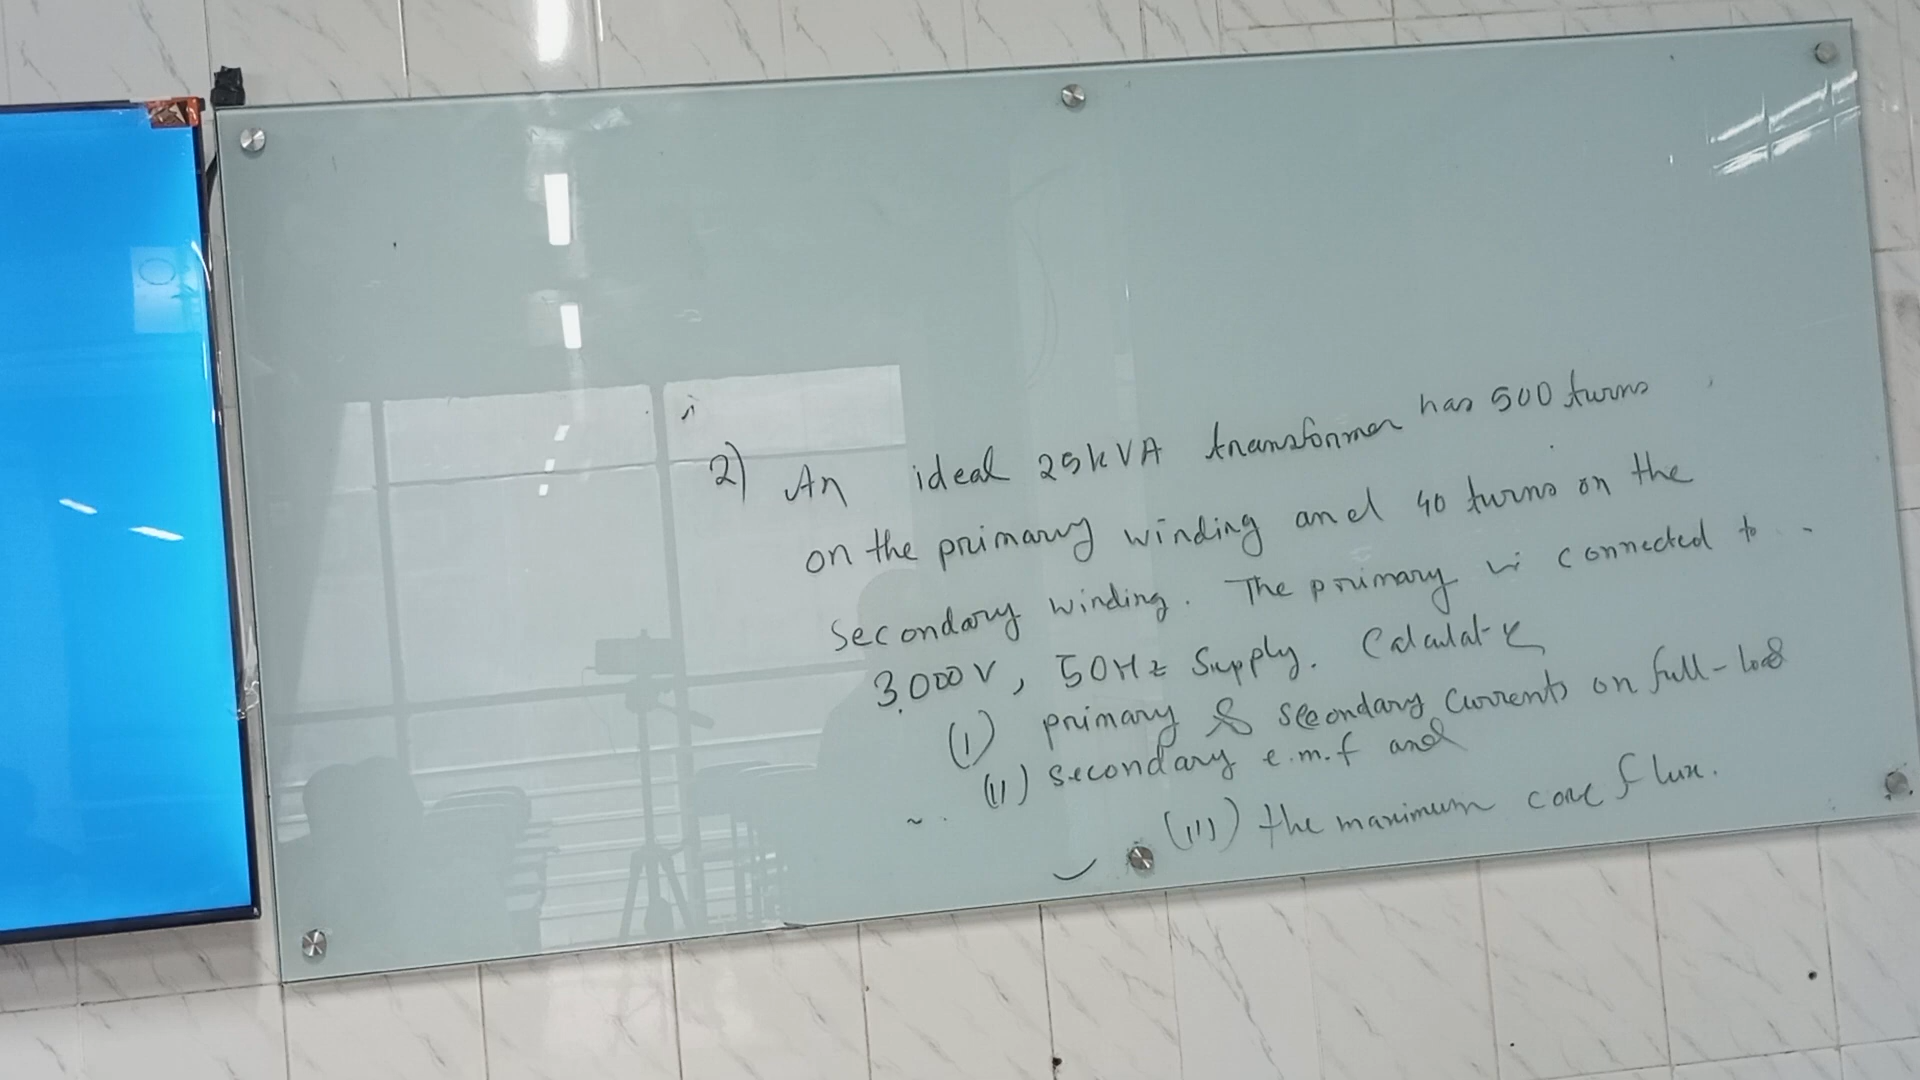 2) An ideal 25kVA transformer has 500 turns
on the primary winding and 40 turns on the
secondary winding. The primary is connected to
3,000V, 50Hz Supply. Calculate
(i) primary & secondary currents on full-load
(ii) secondary e.m.f and
(iii) the maximum core flux.